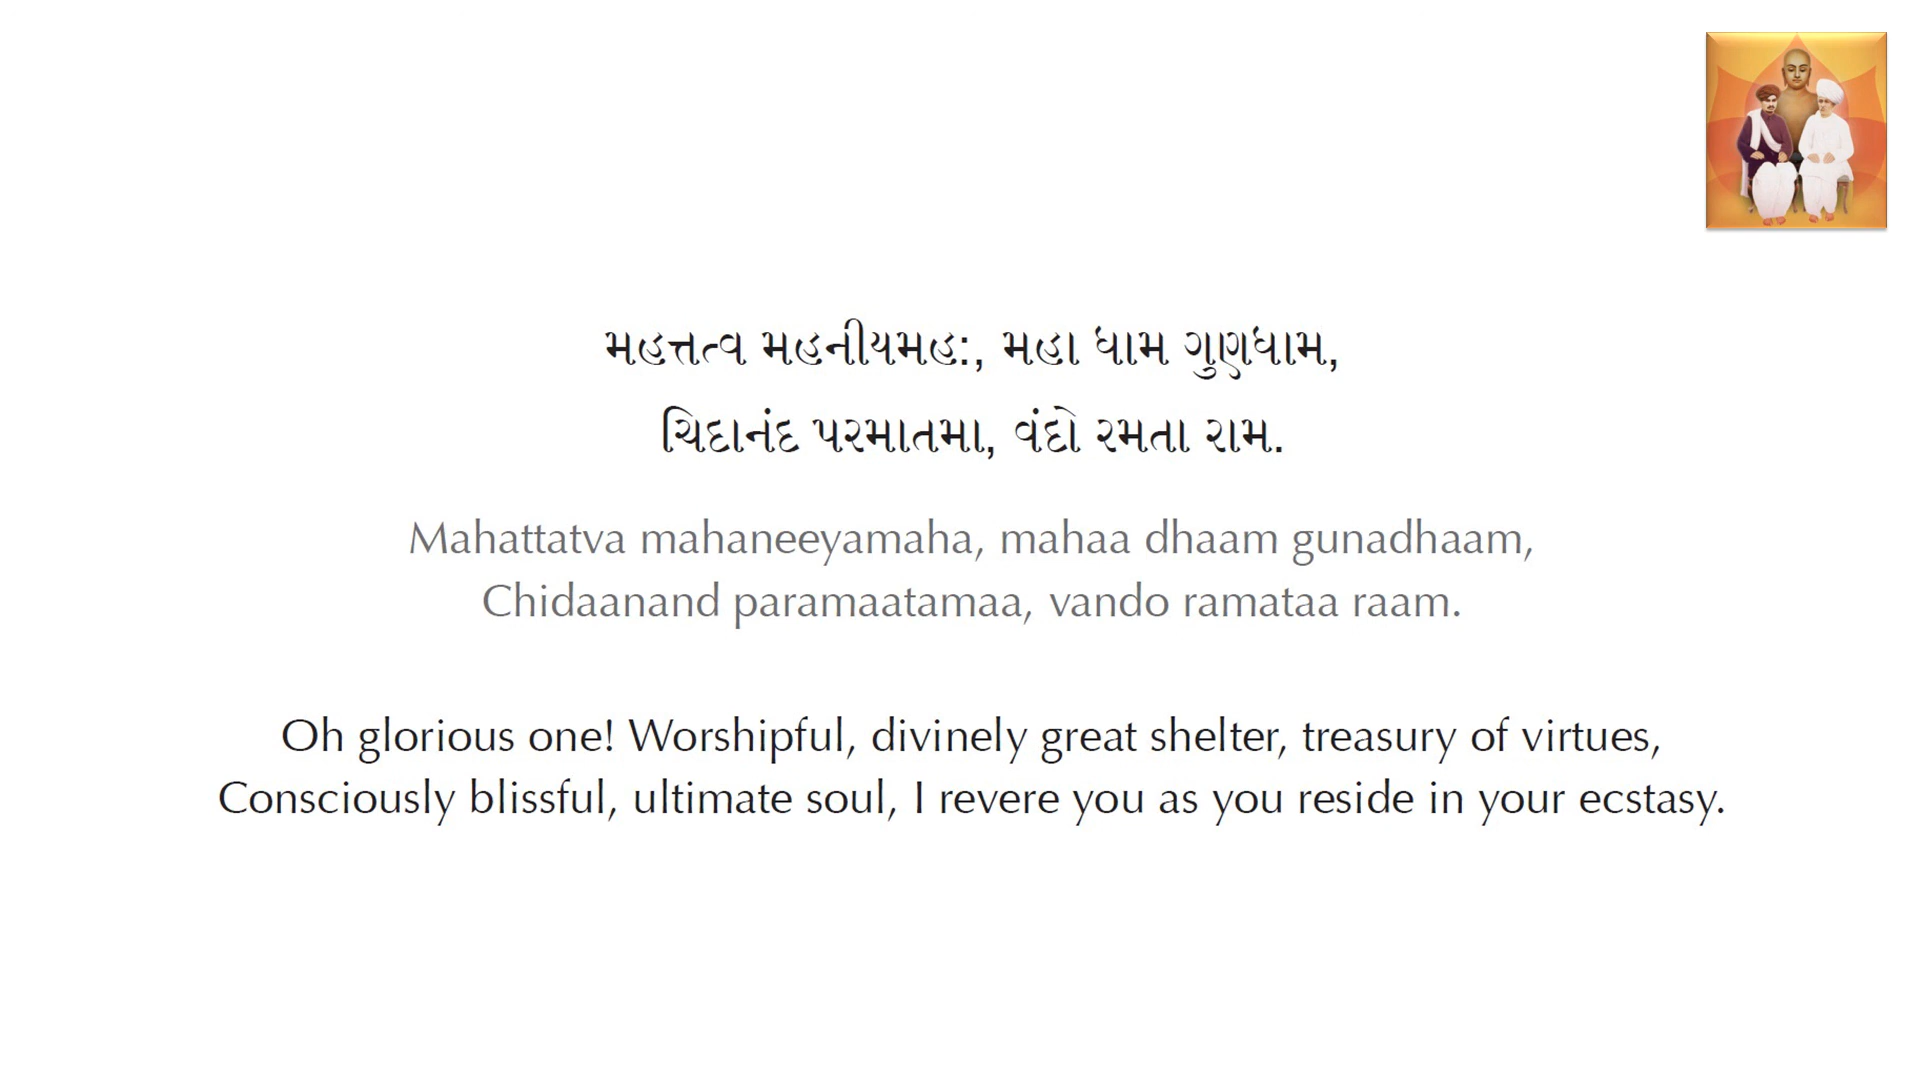 મહત્તત્વ મહનીયમહ:, મહા ધામ ગુણધામ,
ચિદાનંદ પરમાતમા, વંદો રમતા રામ.
Mahattatva mahaneeyamaha, mahaa dhaam gunadhaam,
Chidaanand paramaatamaa, vando ramataa raam.
Oh glorious one! Worshipful, divinely great shelter, treasury of virtues,
Consciously blissful, ultimate soul, I revere you as you reside in your ecstasy.